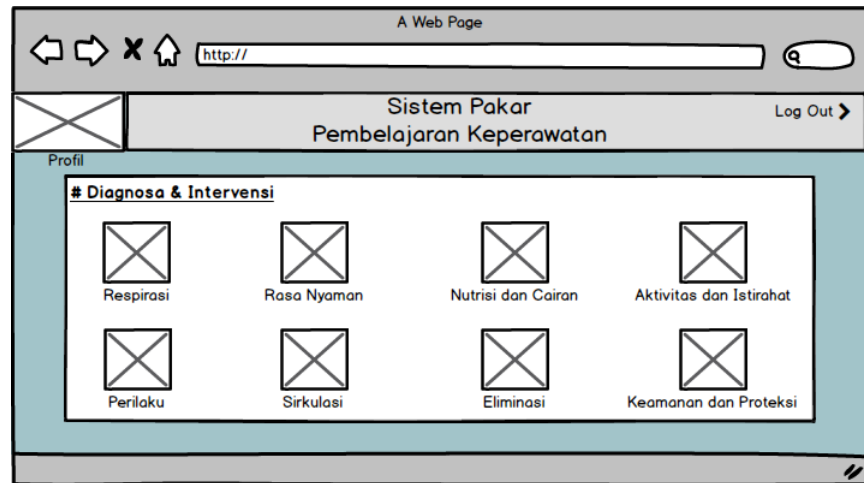 A Web Page
http://
Sistem Pakar
Pembelajaran Keperawatan
Log Out
Profil
# Diagnosa & Intervensi
Respirasi
Rasa Nyaman
Nutrisi dan Cairan
Aktivitas dan Istirahat
Perilaku
Sirkulasi
Eliminasi
Keamanan dan Proteksi